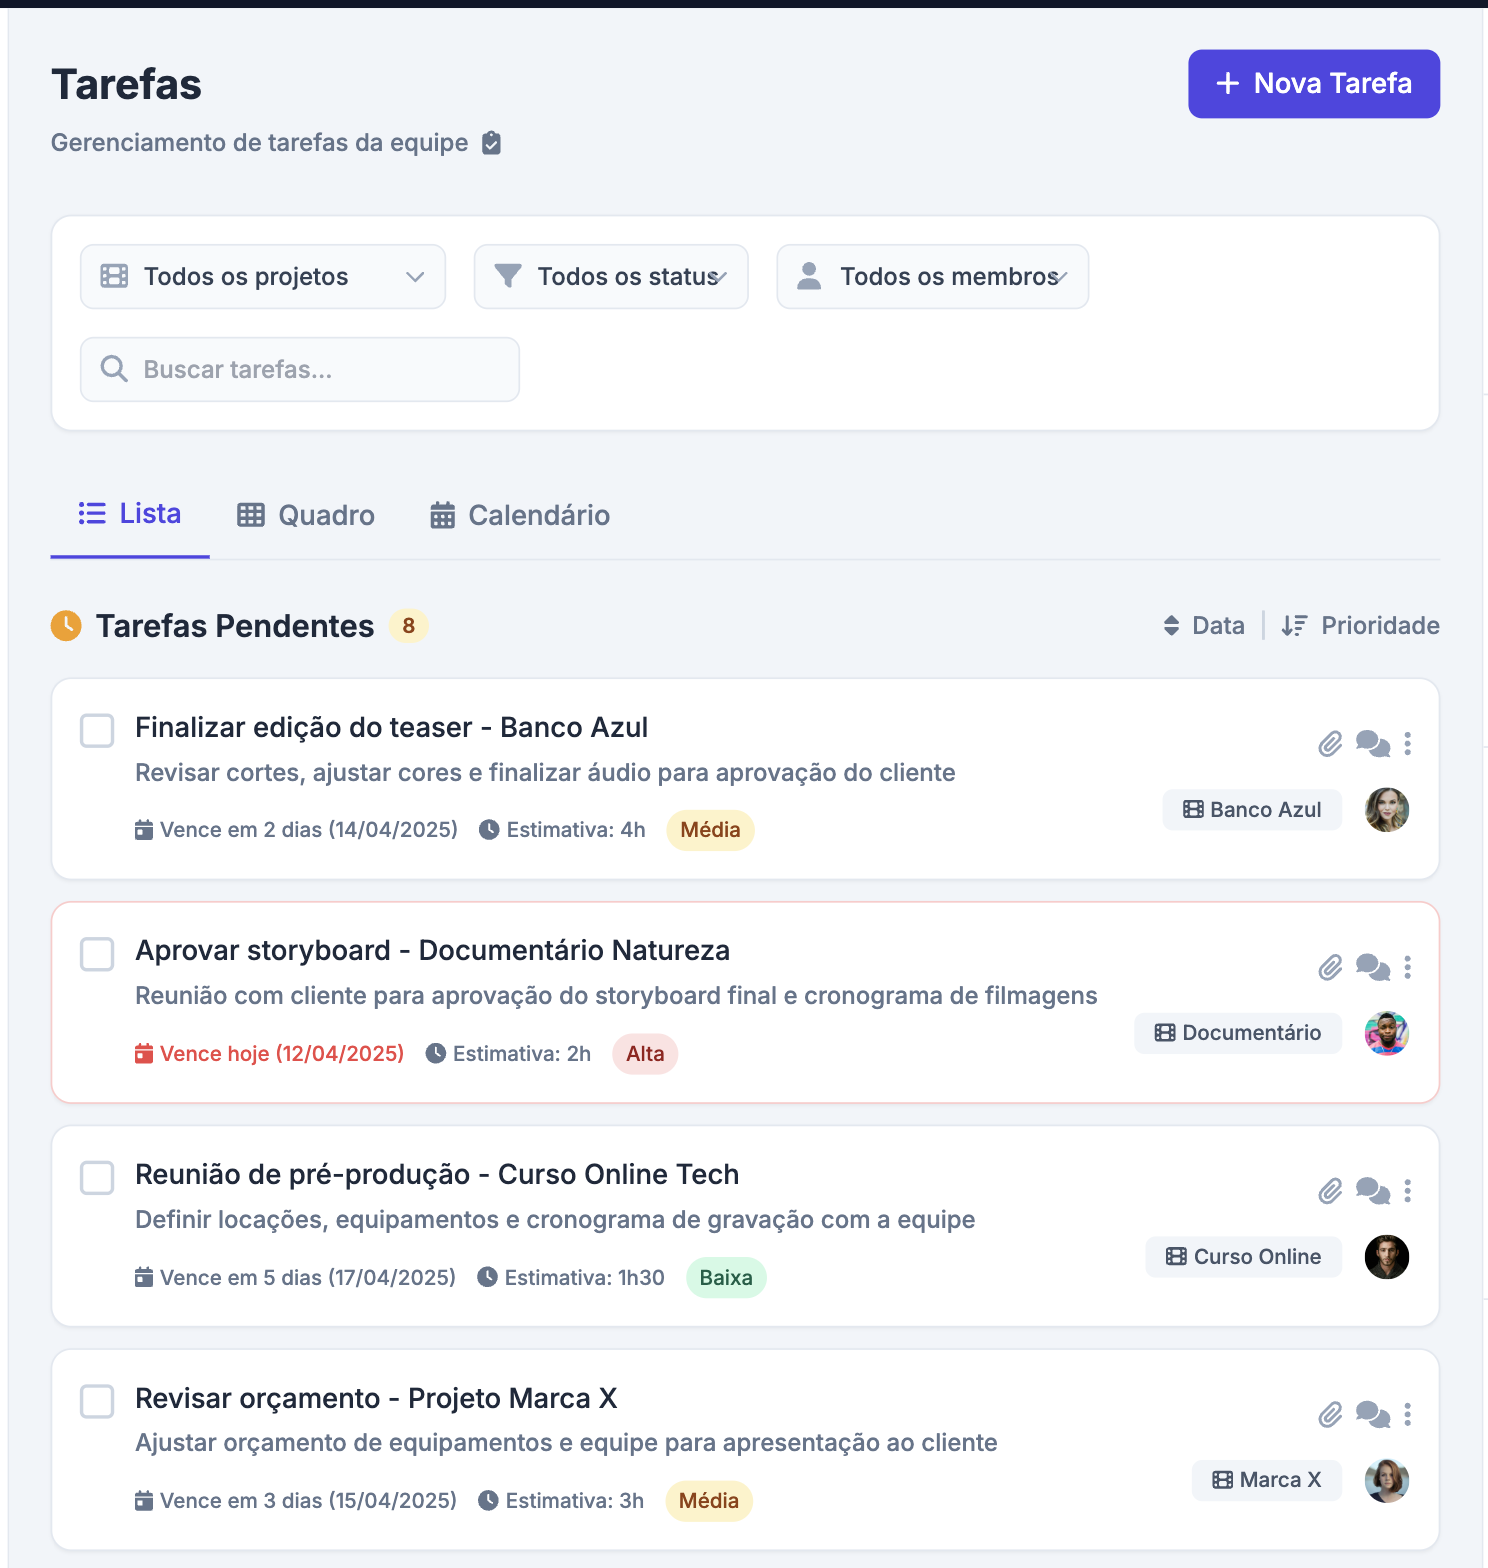 Tarefas
+ Nova Tarefa
Gerenciamento de tarefas da equipe
Todos os projetos
Todos os status
Todos os membros
Buscar tarefas...
Lista
Quadro
Calendário
Tarefas Pendentes 8
Data
Prioridade
Finalizar edição do teaser - Banco Azul
Revisar cortes, ajustar cores e finalizar áudio para aprovação do cliente
Vence em 2 dias (14/04/2025)
Estimativa: 4h
Média
Banco Azul
Aprovar storyboard - Documentário Natureza
Reunião com cliente para aprovação do storyboard final e cronograma de filmagens
Vence hoje (12/04/2025)
Estimativa: 2h
Alta
Documentário
Reunião de pré-produção - Curso Online Tech
Definir locações, equipamentos e cronograma de gravação com a equipe
Vence em 5 dias (17/04/2025)
Estimativa: 1h30
Baixa
Curso Online
Revisar orçamento - Projeto Marca X
Ajustar orçamento de equipamentos e equipe para apresentação ao cliente
Vence em 3 dias (15/04/2025)
Estimativa: 3h
Média
Marca X